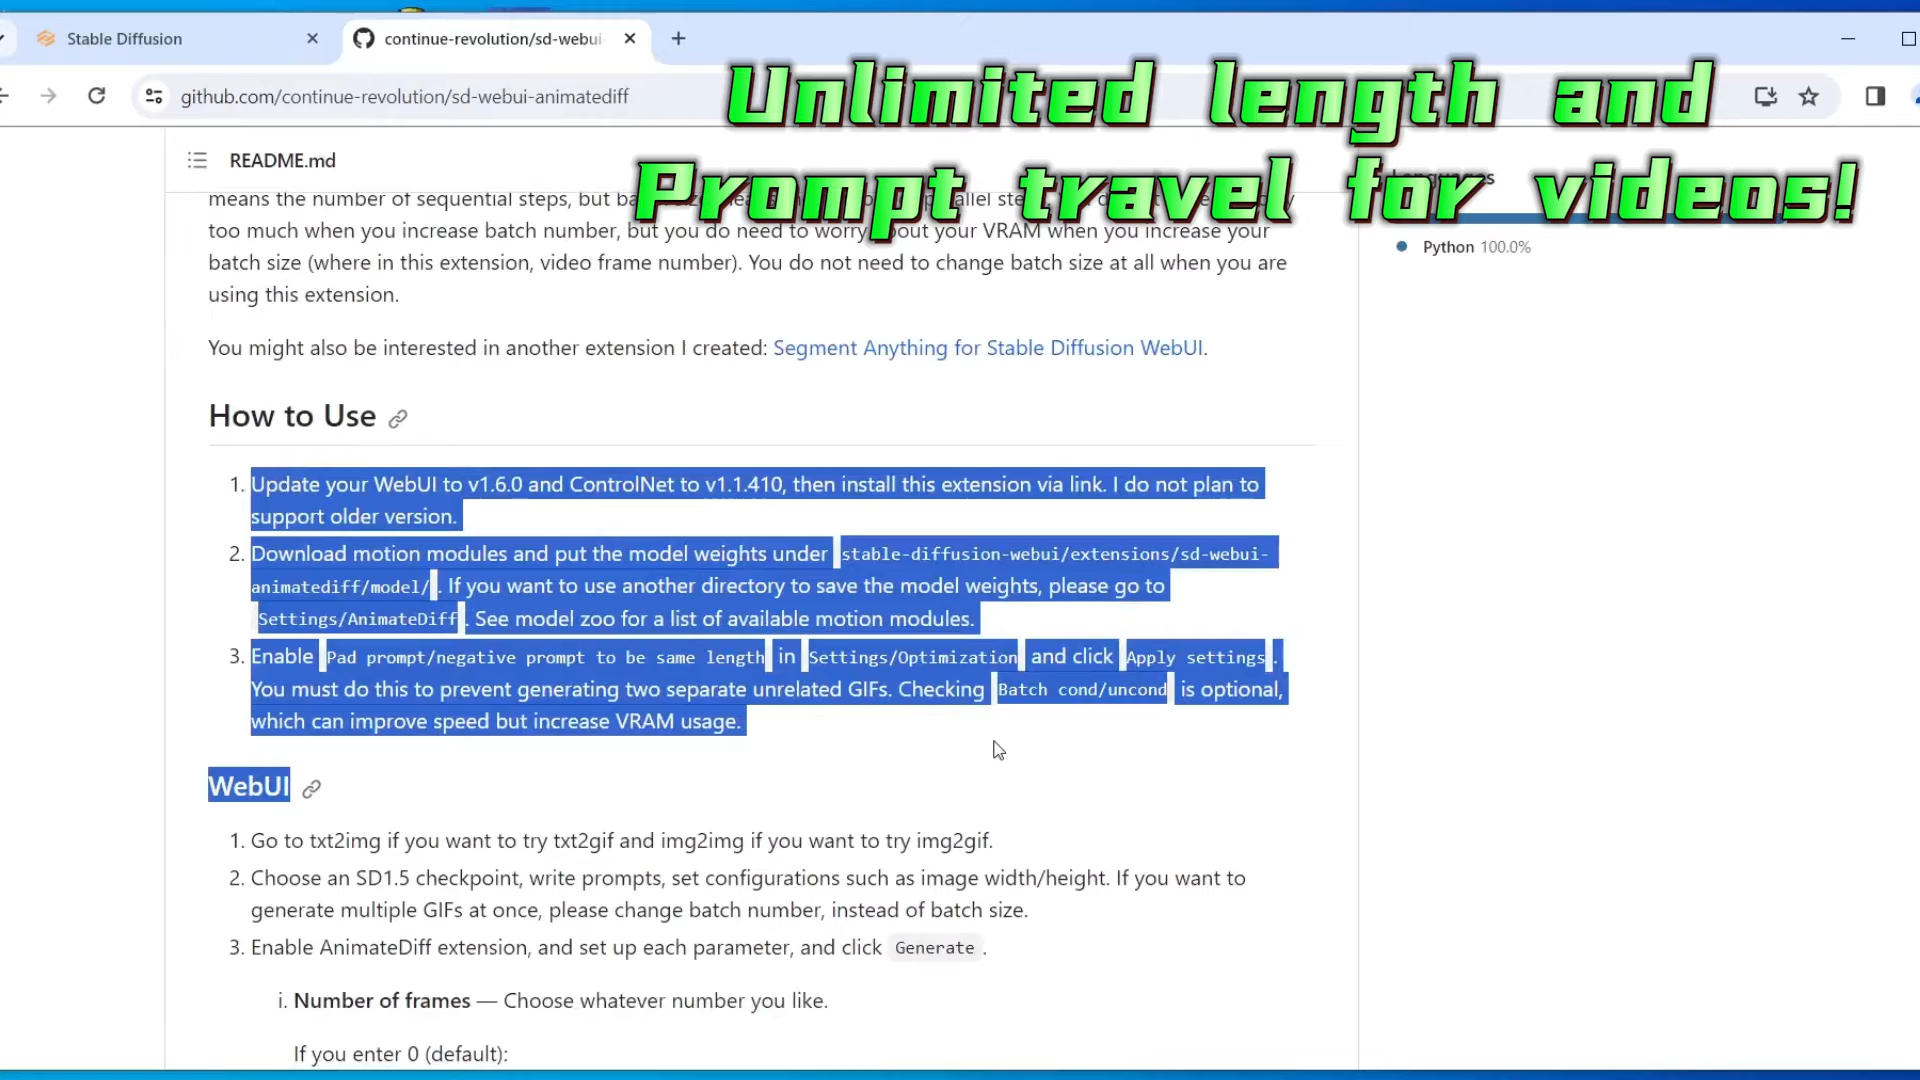 Stable Diffusion
continue-revolution/sd-webui-
github.com/continue-revolution/sd-webui-animatediff
Unlimited length and
Prompt travel for videos!
README.md
Languages
means the number of sequential steps, but
too much when you increase batch number, but you do need to worry about your VRAM when you increase your
Python 100.0%
batch size (where in this extension, video frame number). You do not need to change batch size at all when you are
using this extension.
You might also be interested in another extension I created: Segment Anything for Stable Diffusion WebUI.
How to Use
1. Update your WebUI to v1.6.0 and ControlNet to v1.1.410, then install this extension via link. I do not plan to
support older version.
2. Download motion modules and put the model weights under stable-diffusion-webui/extensions/sd-webui-
animatediff/model/. If you want to use another directory to save the model weights, please go to
Settings/AnimateDiff. See model zoo for a list of available motion modules.
3. Enable Pad prompt/negative prompt to be same length in Settings/Optimization and click Apply settings.
You must do this to prevent generating two separate unrelated GIFs. Checking Batch cond/uncond is optional,
which can improve speed but increase VRAM usage.
WebUI
1. Go to txt2img if you want to try txt2gif and img2img if you want to try img2gif.
2. Choose an SD1.5 checkpoint, write prompts, set configurations such as image width/height. If you want to
generate multiple GIFs at once, please change batch number, instead of batch size.
3. Enable AnimateDiff extension, and set up each parameter, and click Generate.
i. Number of frames — Choose whatever number you like.
If you enter 0 (default):